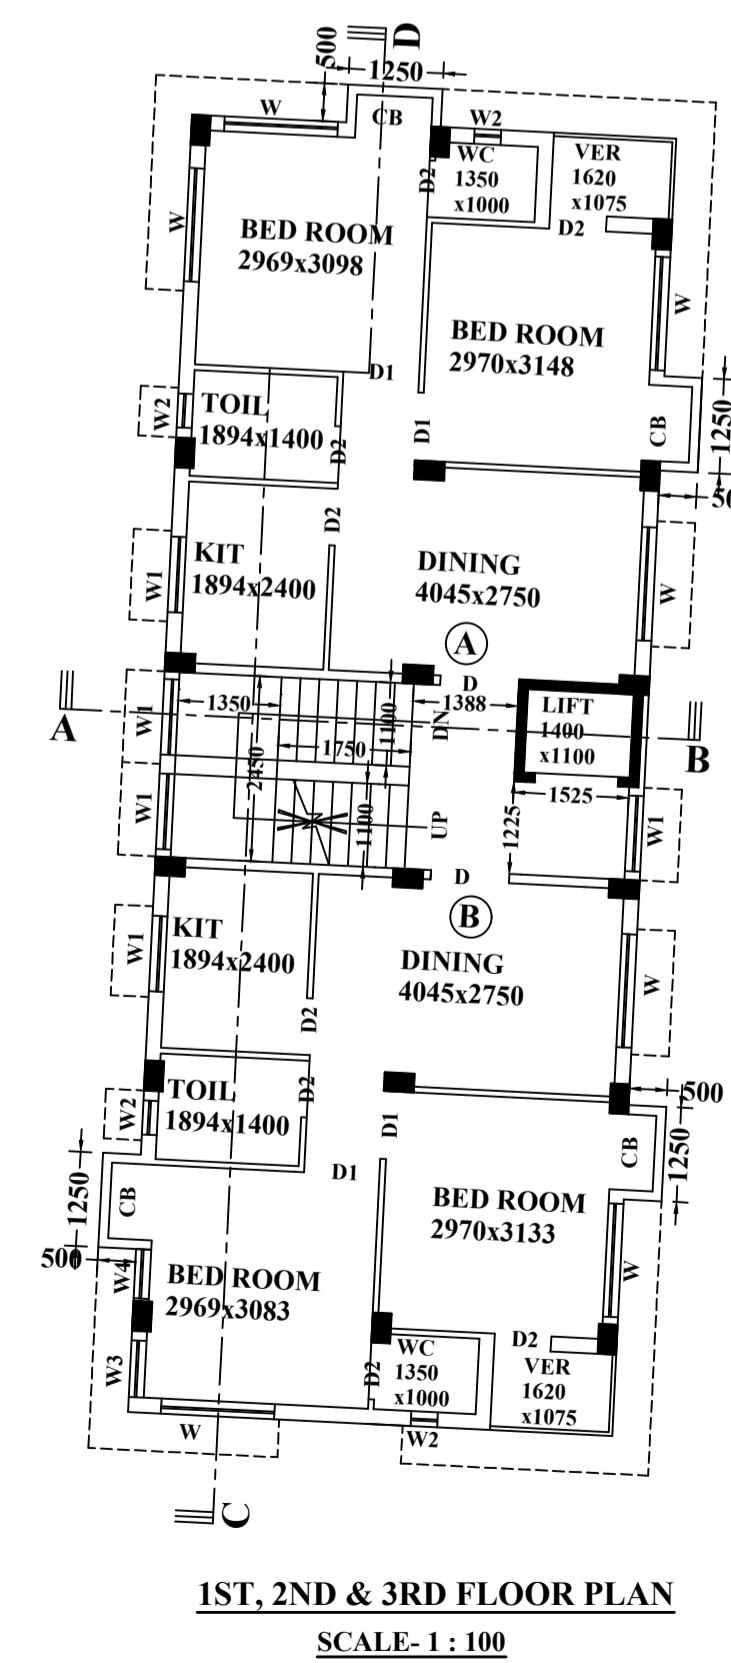 D
500
1250
W
CB
W2
WC
1350
x1000
D2
VER
1620
x1075
D2
W
BED ROOM
2969x3098
W
BED ROOM
2970x3148
D1
D1
CB
1250
W2
TOIL
1894x1400
D2
D2
W1
KIT
1894x2400
DINING
4045x2750
W
A
D
A
W1
1350
1100
DN
1388
LIFT
1400
x1100
B
1750
2450
W1
1100
UP
1225
1525
W1
D
B
KIT
1894x2400
W1
DINING
4045x2750
W
D2
W2
TOIL
1894x1400
D2
D1
500
1250
CB
D1
1250
CB
500
W4
BED ROOM
2969x3083
BED ROOM
2970x3133
W
W3
D2
WC
1350
x1000
D2
VER
1620
x1075
W
W2
C
1ST, 2ND & 3RD FLOOR PLAN
SCALE- 1 : 100